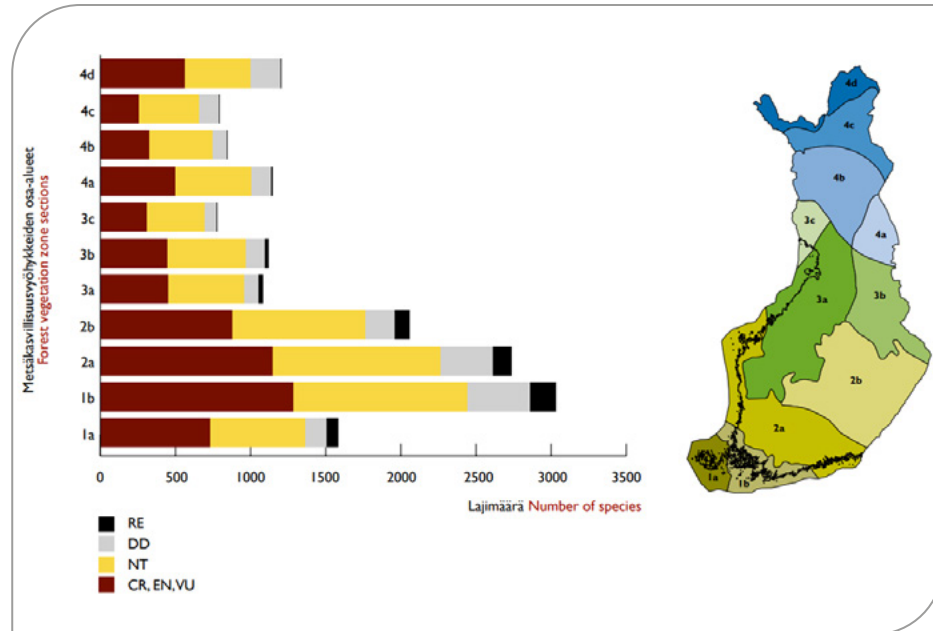 Metsäkasvillisuusvyöhykkeiden osa-alueet
Forest vegetation zone sections
4d
4c
4b
4a
3c
3b
3a
2b
2a
1b
1a
0 500 1000 1500 2000 2500 3000 3500
Lajimäärä Number of species
RE
DD
NT
CR, EN, VU
4d
4c
4b
3c
4a
3a
3b
2b
2a
1a
1b